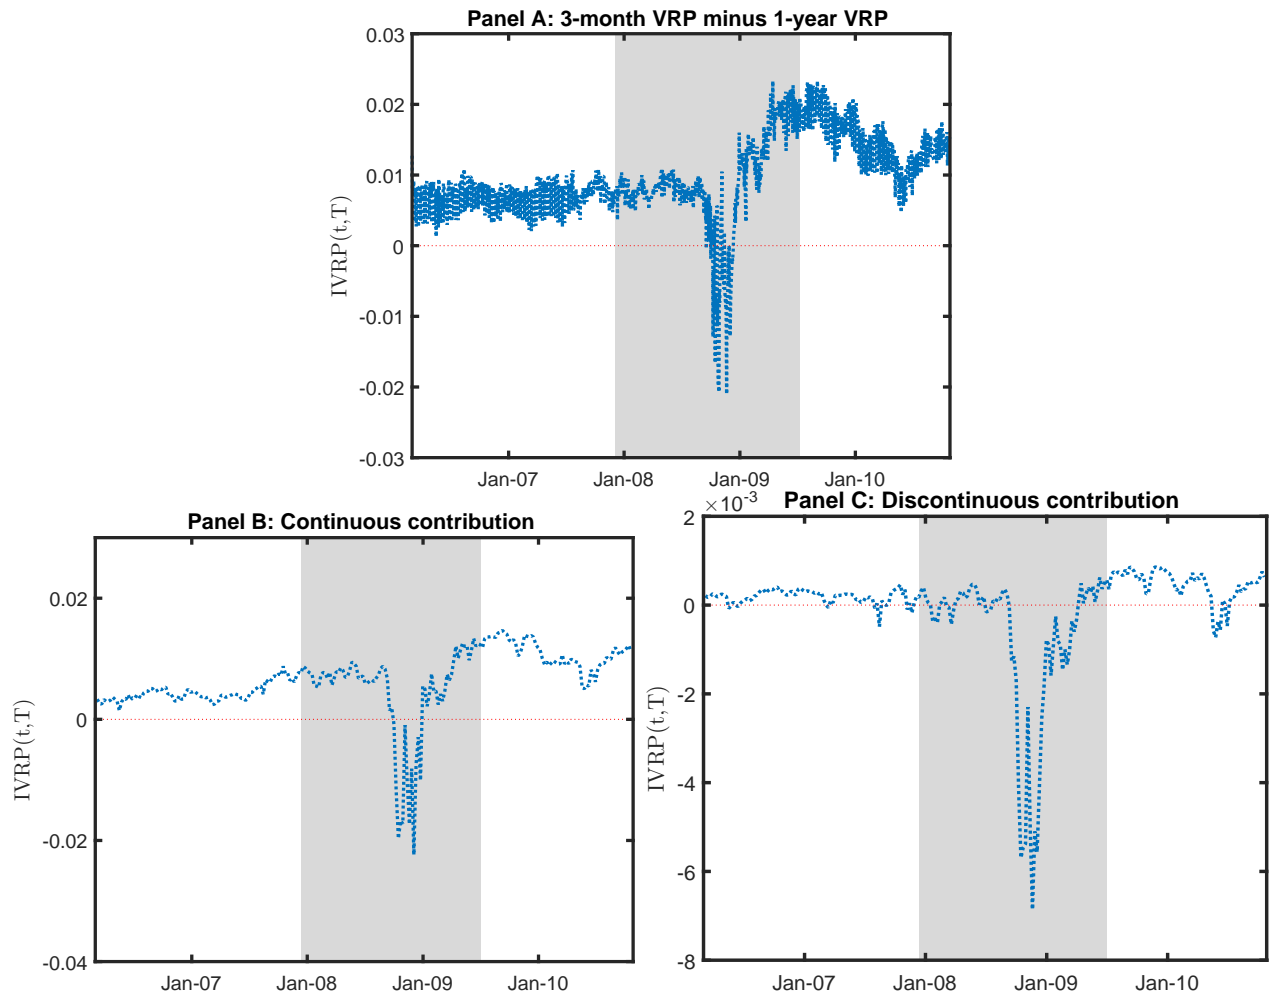 Panel A: 3-month VRP minus 1-year VRP
0.03
0.02
0.01
0
-0.01
-0.02
-0.03
IVRP(t,T)
Jan-07 Jan-08 Jan-09 Jan-10
Panel B: Continuous contribution
0.02
0
-0.02
-0.04
IVRP(t,T)
Jan-07 Jan-08 Jan-09 Jan-10
×10⁻³ Panel C: Discontinuous contribution
2
0
-2
-4
-6
-8
IVRP(t,T)
Jan-07 Jan-08 Jan-09 Jan-10